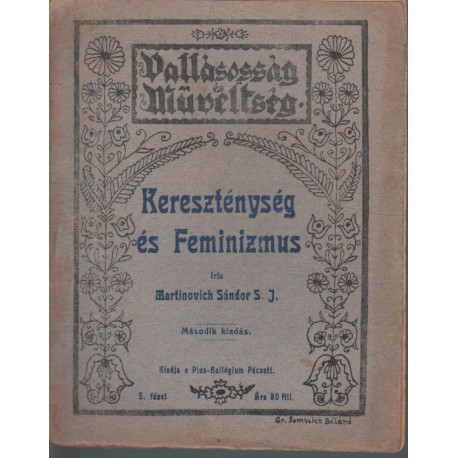 Vallásosság
és
Műveltség.
Kereszténység
és Feminizmus
Irta
Martinovich Sándor S. J.
Második kiadás.
Kiadja a Pius-Kollégium Pécsett.
5. füzet
Ára 80 fill.
Gr. Somssich Béláné